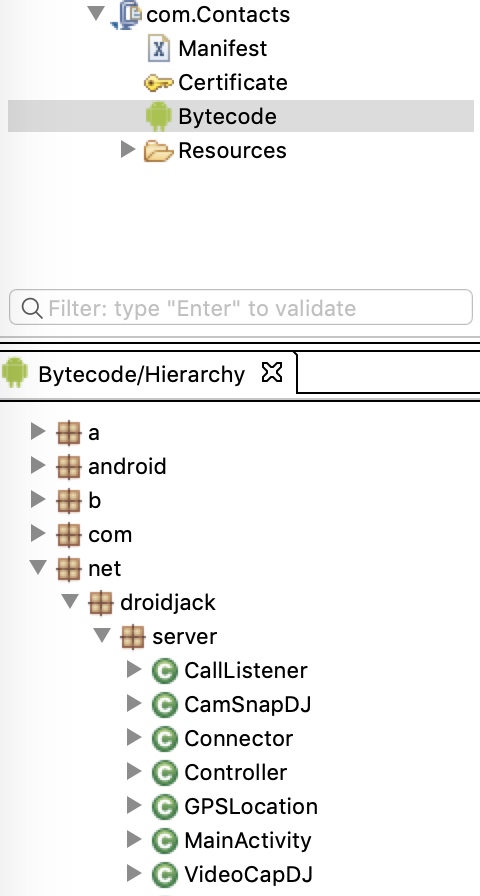 com.Contacts
Manifest
Certificate
Bytecode
Resources
Filter: type "Enter" to validate
Bytecode/Hierarchy
a
android
b
com
net
droidjack
server
CallListener
CamSnapDJ
Connector
Controller
GPSLocation
MainActivity
VideoCapDJ